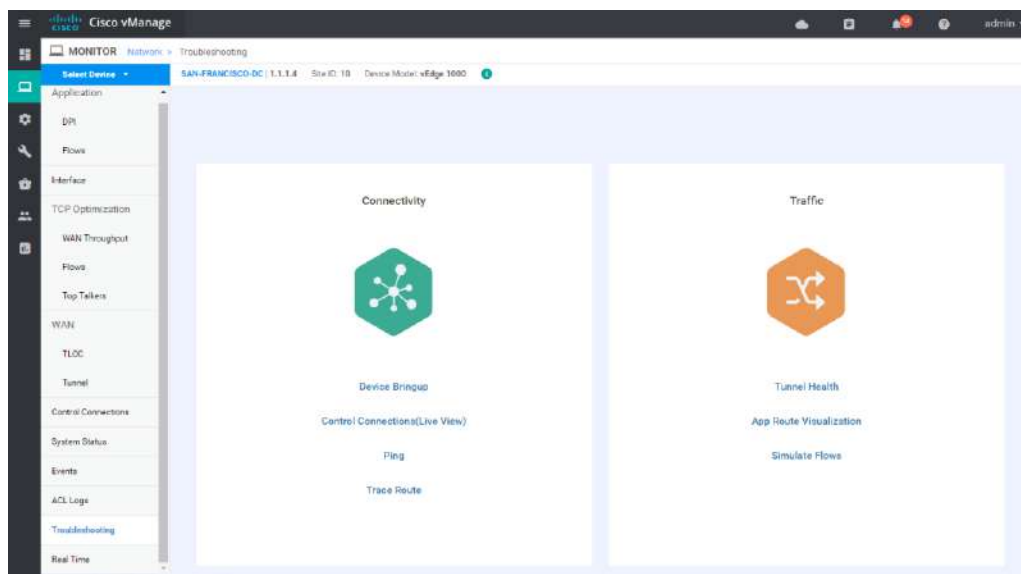 CISCO Cisco vManage
admin
MONITOR Network > Troubleshooting
Select Device
SAN-FRANCISCO-DC | 1.1.1.4 Site ID: 10 Device Model: vEdge 1000
Application
DPI
Flows
Interface
TCP Optimization
WAN Throughput
Flows
Top Talkers
WAN
TLOC
Tunnel
Control Connections
System Status
Events
ACL Logs
Troubleshooting
Real Time
Connectivity
Device Bringup
Control Connections(Live View)
Ping
Trace Route
Traffic
Tunnel Health
App Route Visualization
Simulate Flows